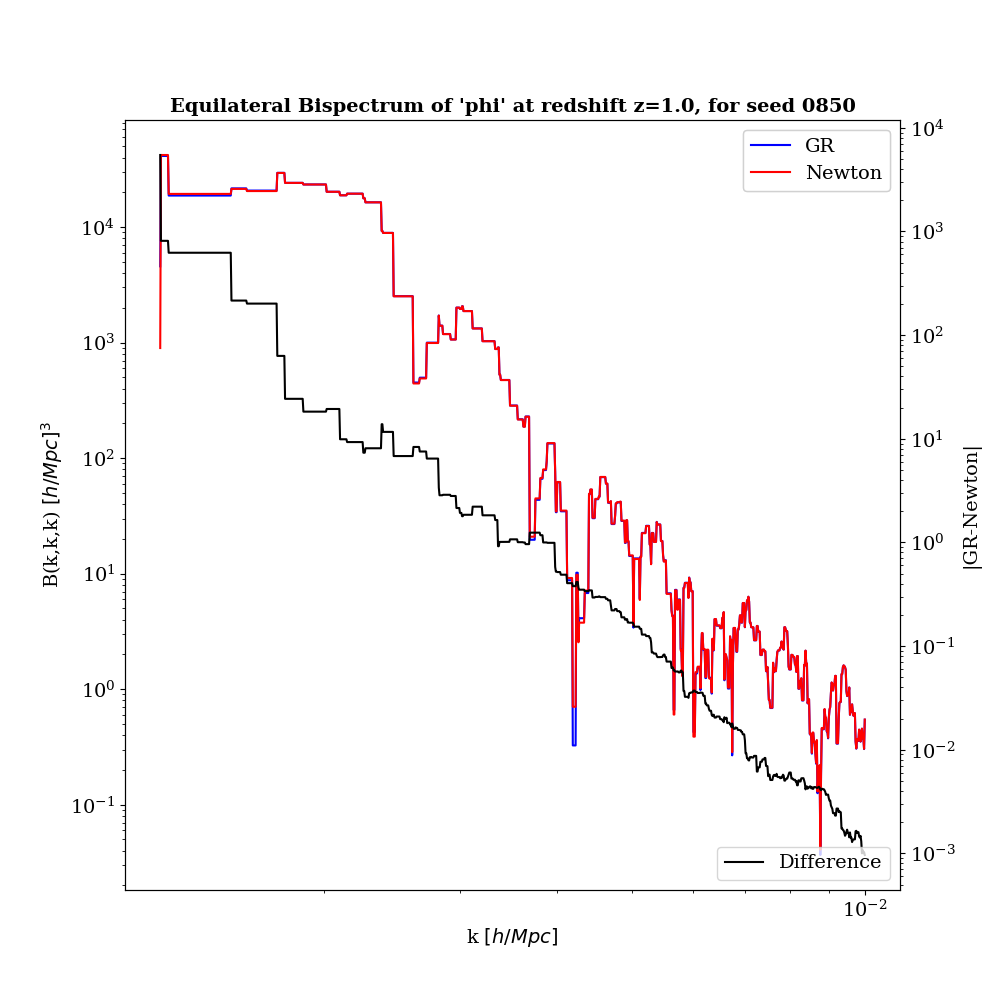 Equilateral Bispectrum of 'phi' at redshift z=1.0, for seed 0850
GR
Newton
10^4
10^3
10^2
10^1
10^0
10^-1
B(k,k,k) [h/Mpc]^3
10^4
10^3
10^2
10^1
10^0
10^-1
10^-2
10^-3
|GR-Newton|
Difference
10^-2
k [h/Mpc]